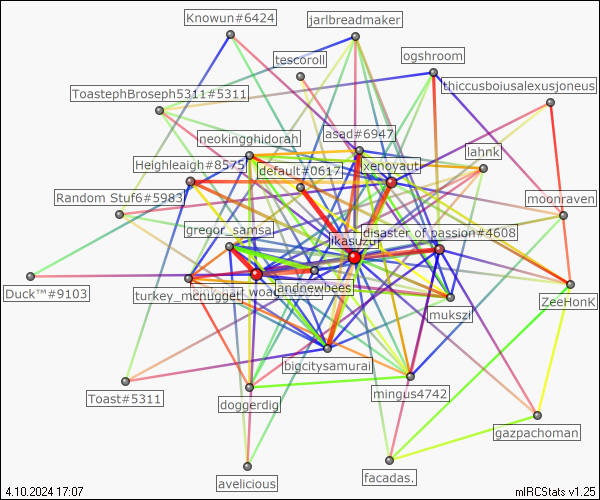 Knowun#6424
jarlbreadmaker
tescoroll
ogshroom
ToastephBroseph5311#5311
thiccusboiusalexusjoneus
asad#6947
neokingghidorah
lahnk
xenoyaut
Heighleaigh#8575
default#0617
Random Stuf6#5983
moonraven
gregor_samsa
disaster of passion#4608
jikasuzu
Duck™#9103
turkey_mcnugget
andnewbees
ZeeHonK
mukszi
bigcitysamurai
Toast#5311
doggerdig
mingus4742
gazpachoman
avelicious
facadas.
4.10.2024 17:07
mIRCStats v1.25